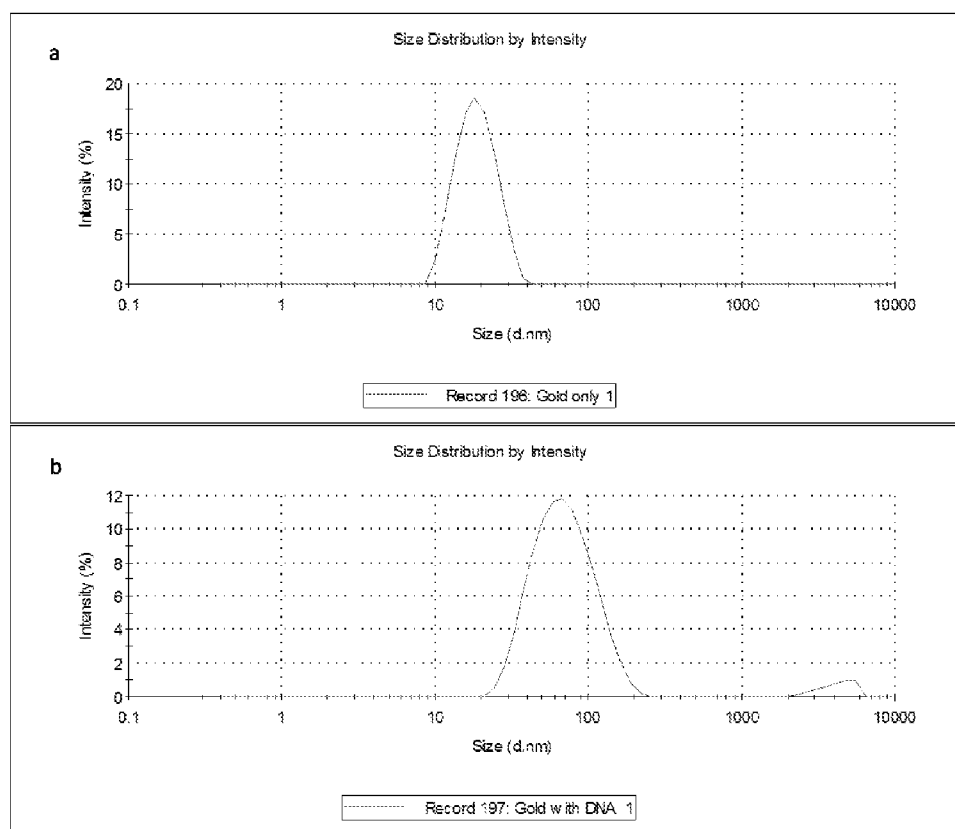 a
Size Distribution by Intensity
20
15
10
5
0
Intensity (%)
0.1 1 10 100 1000 10000
Size (d.nm)
Record 196: Gold only 1
b
Size Distribution by Intensity
12
10
8
6
4
2
0
Intensity (%)
0.1 1 10 100 1000 10000
Size (d.nm)
Record 197: Gold with DNA 1